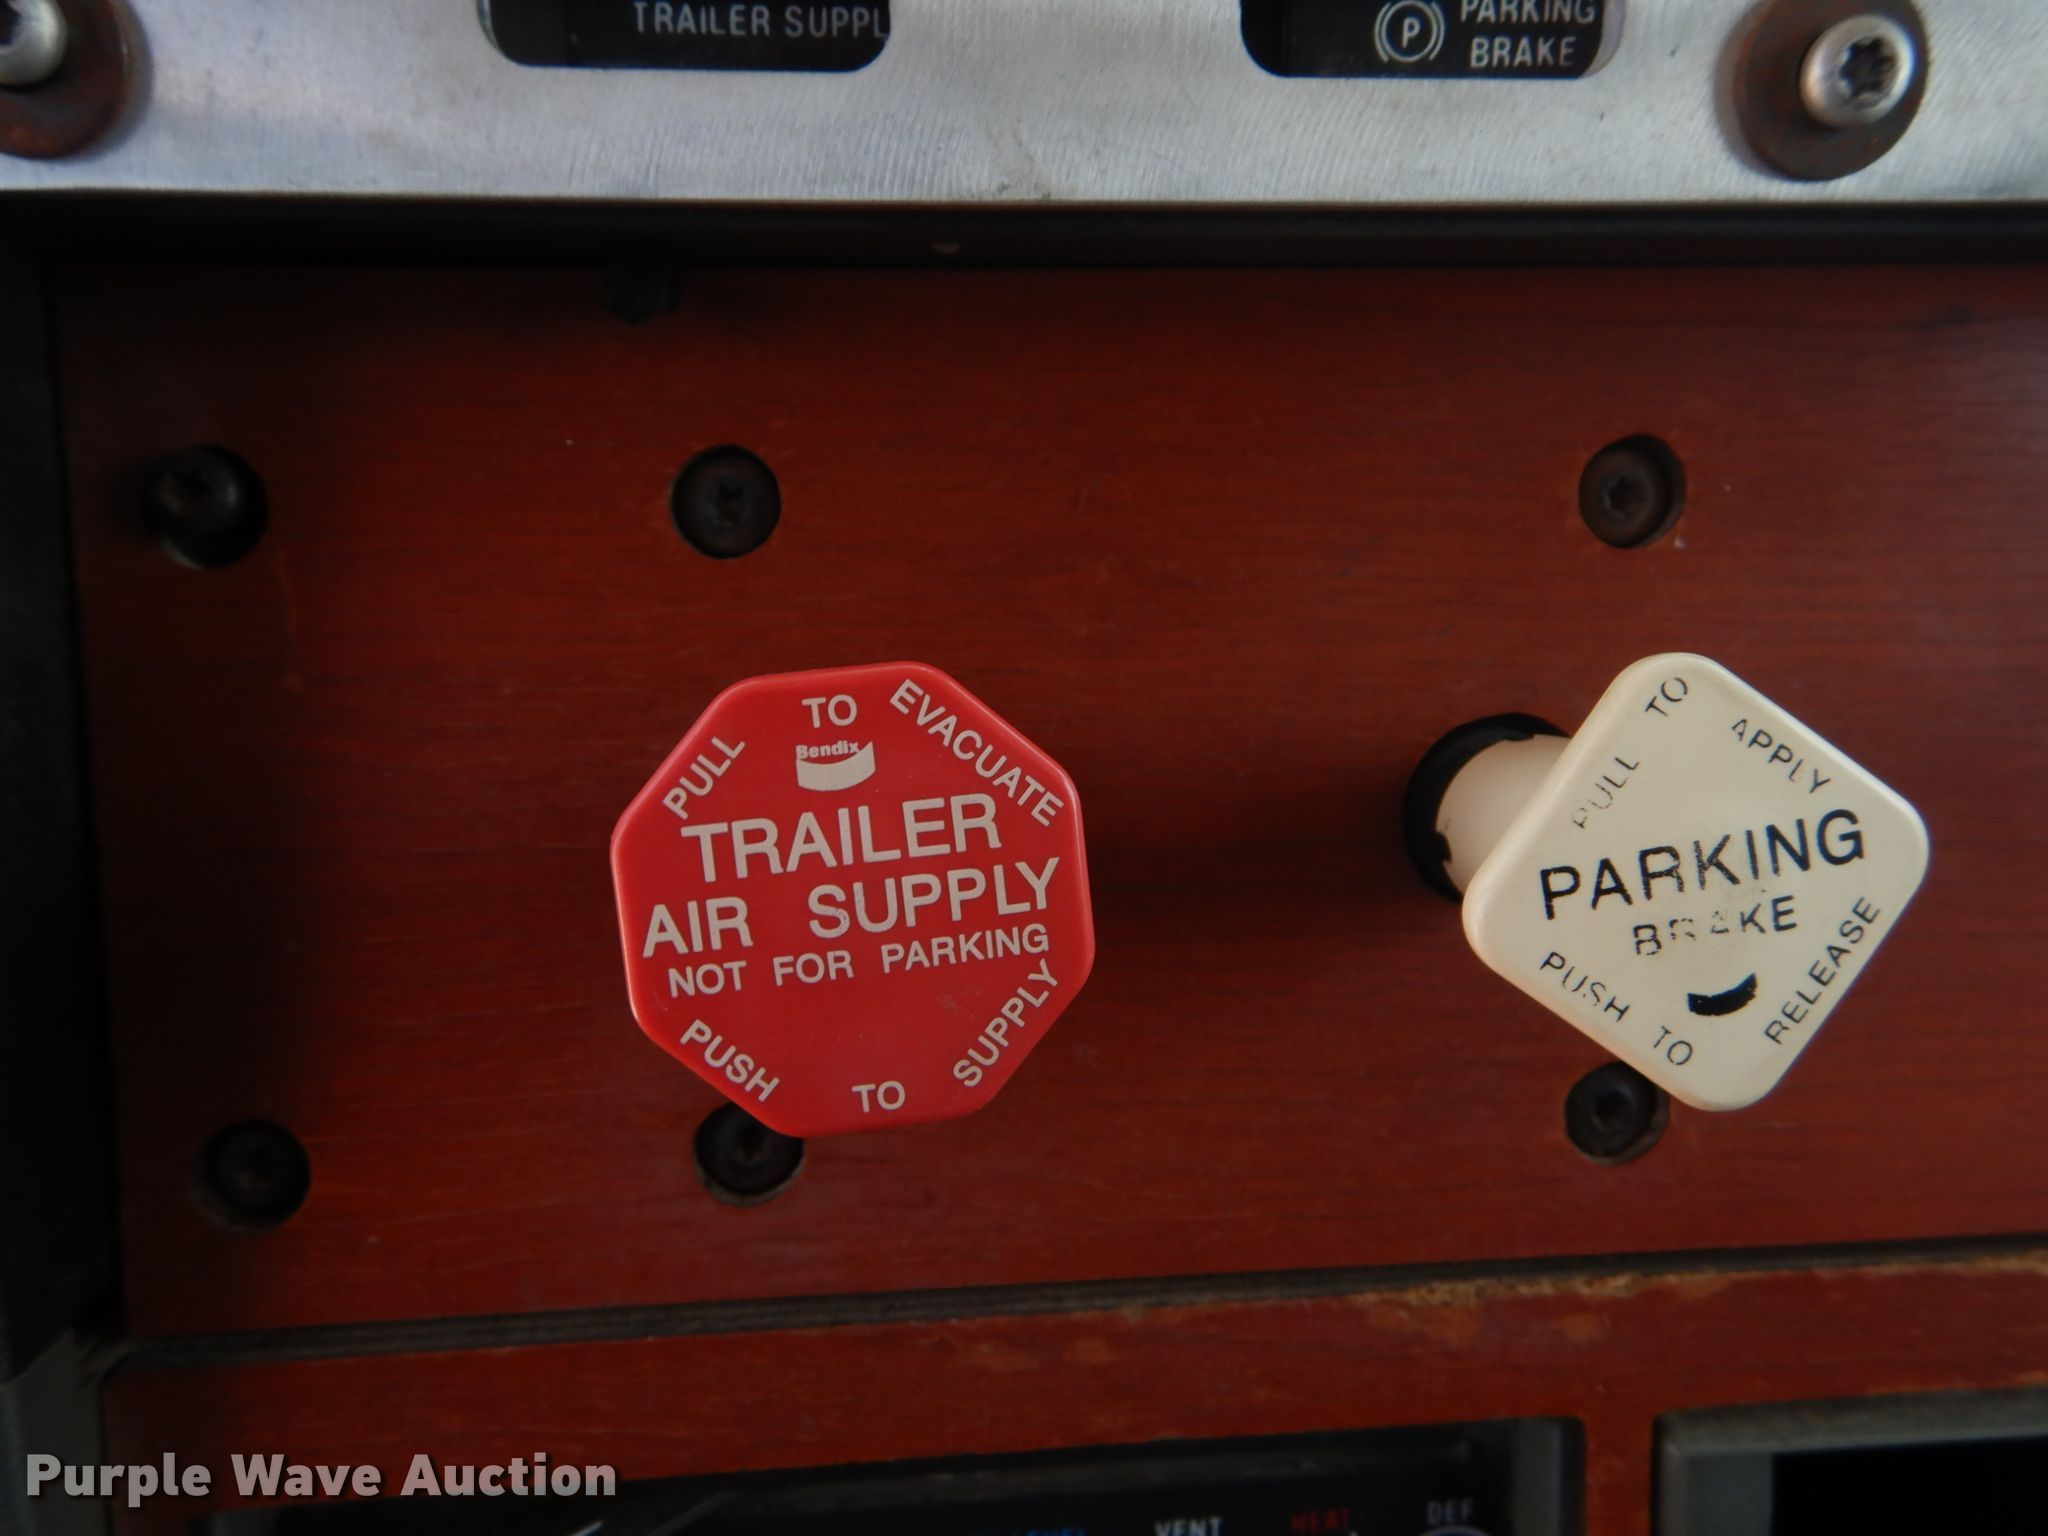 TRAILER SUPPL
P PARKING
BRAKE
PULL TO EVACUATE
Bendix
TRAILER
AIR SUPPLY
NOT FOR PARKING
PUSH TO SUPPLY
PULL TO APPLY
PARKING
BRAKE
PUSH TO RELEASE
VENT HEAT DEF
Purple Wave Auction